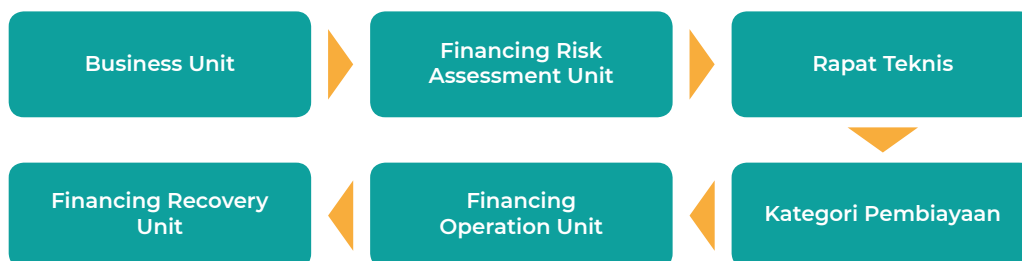 Business Unit
Financing Risk
Assessment Unit
Rapat Teknis
Kategori Pembiayaan
Financing
Operation Unit
Financing Recovery
Unit